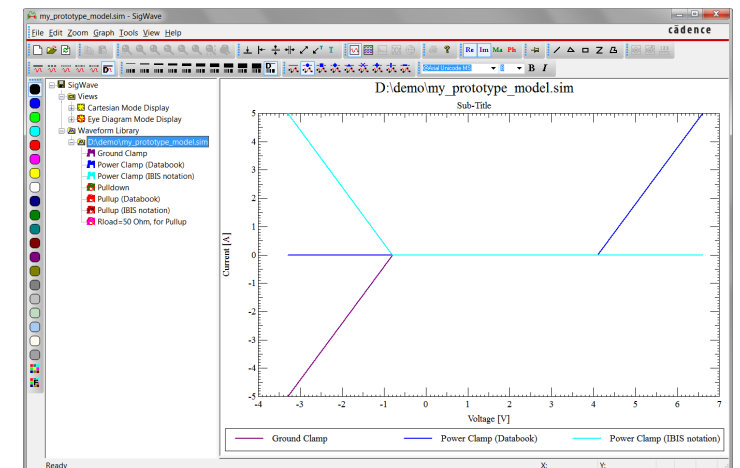 my_prototype_model.sim - SigWave
File Edit Zoom Graph Tools View Help
cādence
Re Im Ma Ph
@Arial Unicode MS 8 B I
SigWave
Views
Cartesian Mode Display
Eye Diagram Mode Display
Waveform Library
D:\demo\my_prototype_model.sim
Ground Clamp
Power Clamp (Databook)
Power Clamp (IBIS notation)
Pulldown
Pullup (Databook)
Pullup (IBIS notation)
Rload=50 Ohm, for Pullup
D:\demo\my_prototype_model.sim
Sub-Title
5
4
3
2
1
0
-1
-2
-3
-4
-5
Current [A]
-4 -3 -2 -1 0 1 2 3 4 5 6 7
Voltage [V]
Ground Clamp Power Clamp (Databook) Power Clamp (IBIS notation)
Ready X: Y: